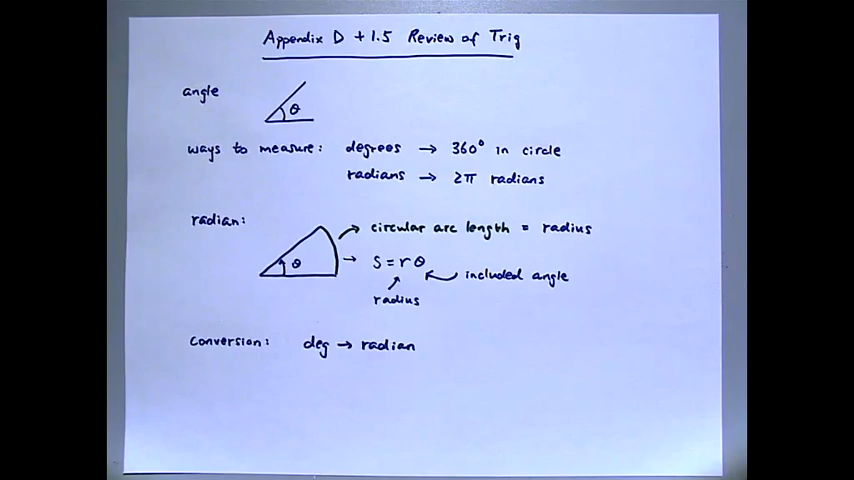 Appendix D + 1.5 Review of Trig
angle θ
ways to measure: degrees → 360° in circle
radians → 2π radians
radian: → circular arc length = radius
θ → S = rθ included angle
radius
conversion: deg → radian